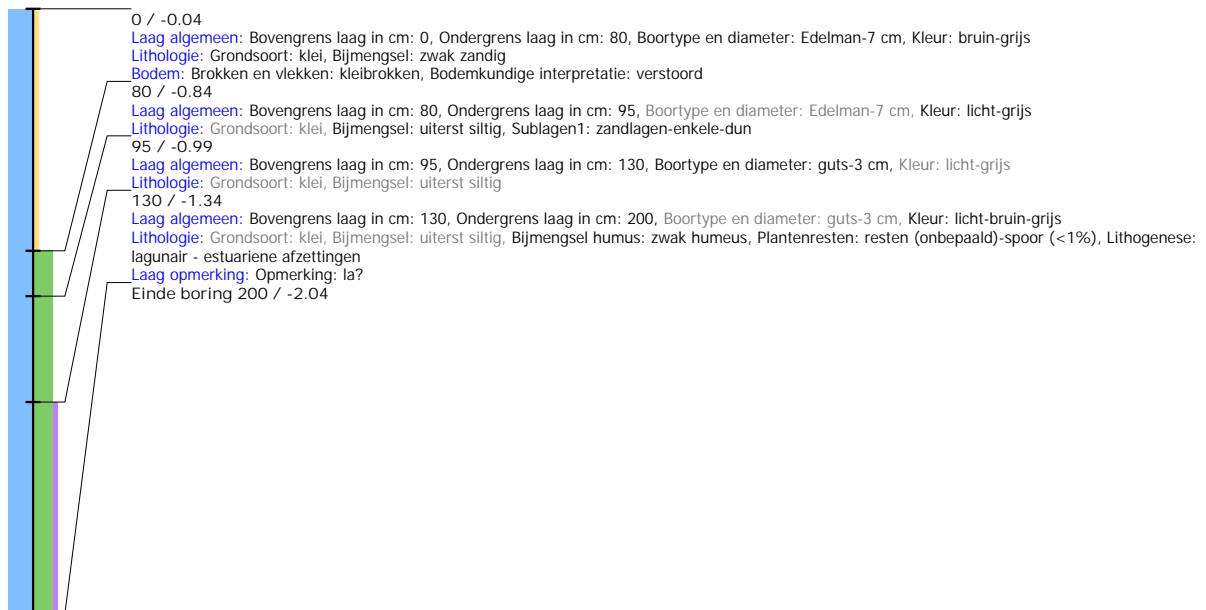 0 / -0.04
Laag algemeen: Bovengrens laag in cm: 0, Ondergrens laag in cm: 80, Boortype en diameter: Edelman-7 cm, Kleur: bruin-grijs
Lithologie: Grondsoort: klei, Bijmengsel: zwak zandig
Bodem: Brokken en vlekken: kleibrokken, Bodemkundige interpretatie: verstoord
80 / -0.84
Laag algemeen: Bovengrens laag in cm: 80, Ondergrens laag in cm: 95, Boortype en diameter: Edelman-7 cm, Kleur: licht-grijs
Lithologie: Grondsoort: klei, Bijmengsel: uiterst siltig, Sublagen1: zandlagen-enkele-dun
95 / -0.99
Laag algemeen: Bovengrens laag in cm: 95, Ondergrens laag in cm: 130, Boortype en diameter: guts-3 cm, Kleur: licht-grijs
Lithologie: Grondsoort: klei, Bijmengsel: uiterst siltig
130 / -1.34
Laag algemeen: Bovengrens laag in cm: 130, Ondergrens laag in cm: 200, Boortype en diameter: guts-3 cm, Kleur: licht-bruin-grijs
Lithologie: Grondsoort: klei, Bijmengsel: uiterst siltig, Bijmengsel humus: zwak humeus, Plantenresten: resten (onbepaald)-spoor (<1%), Lithogenese:
lagunair - estuariene afzettingen
Laag opmerking: Opmerking: la?
Einde boring 200 / -2.04